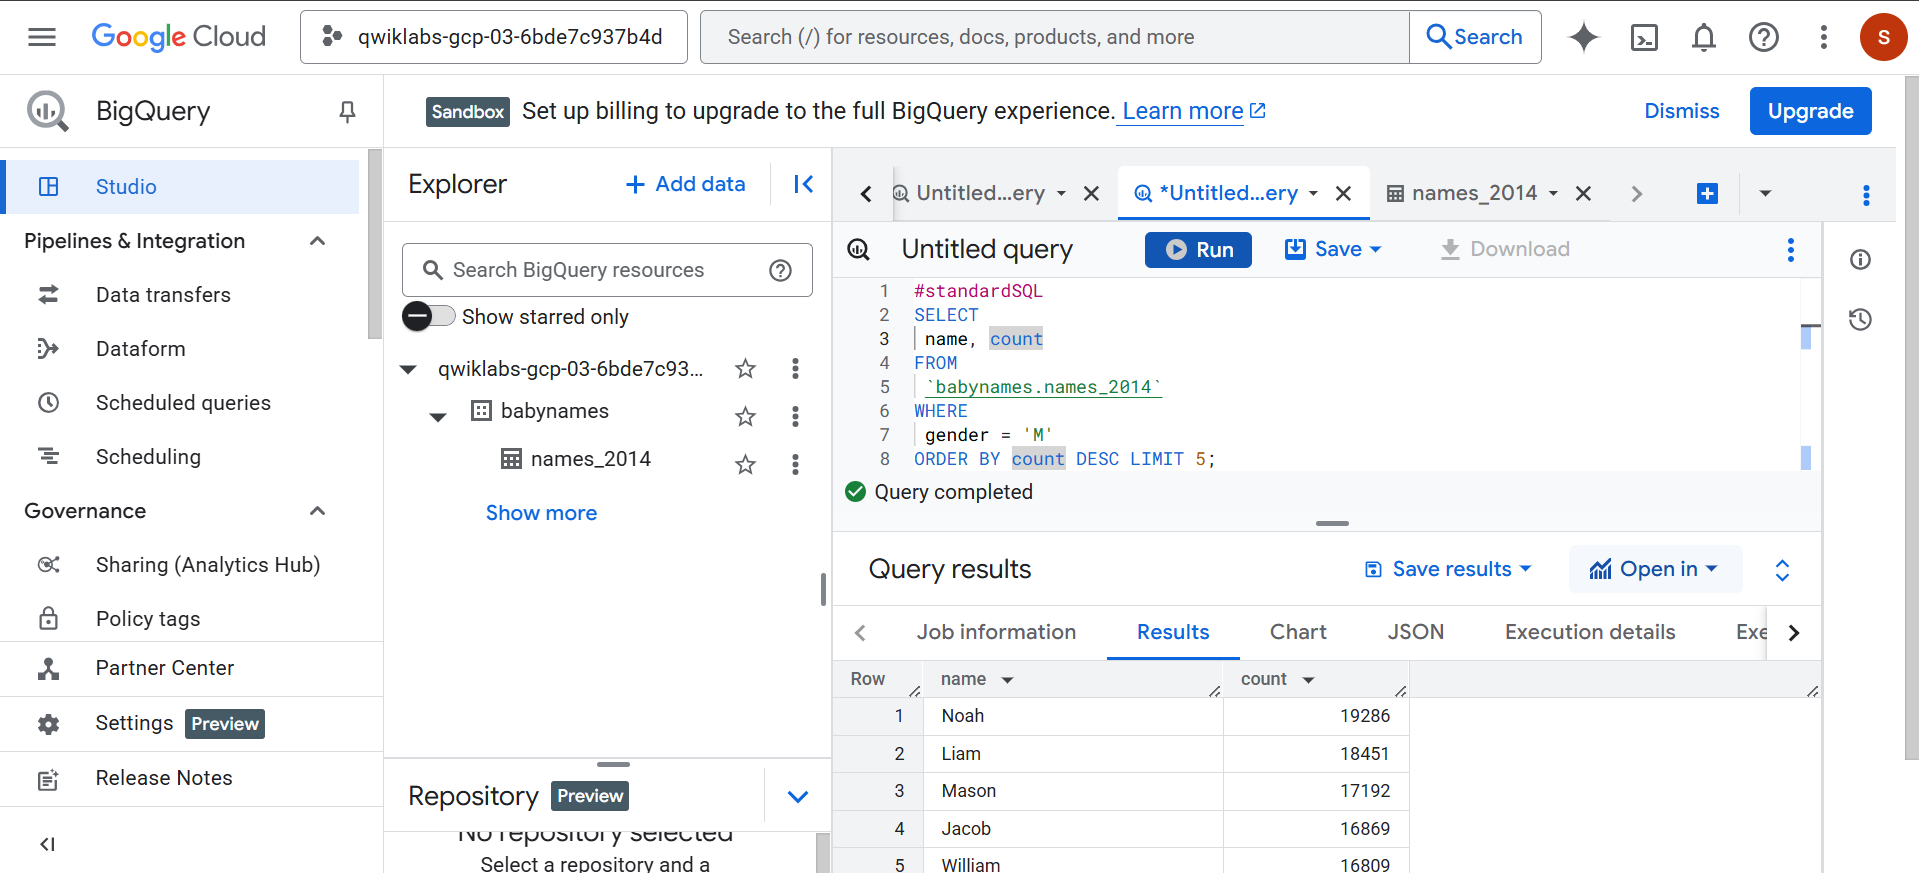 Google Cloud
qwiklabs-gcp-03-6bde7c937b4d
Search (/) for resources, docs, products, and more
Search
S
BigQuery
Sandbox Set up billing to upgrade to the full BigQuery experience. Learn more
Dismiss
Upgrade
Studio
Pipelines & Integration
Data transfers
Dataform
Scheduled queries
Scheduling
Governance
Sharing (Analytics Hub)
Policy tags
Partner Center
Settings Preview
Release Notes
Explorer
+ Add data
Search BigQuery resources
Show starred only
qwiklabs-gcp-03-6bde7c93...
babynames
names_2014
Show more
Repository Preview
No repository selected
Select a repository and a
Untitled...ery
*Untitled...ery
names_2014
Untitled query
Run
Save
Download
1 #standardSQL
2 SELECT
3 name, count
4 FROM
5 `babynames.names_2014`
6 WHERE
7 gender = 'M'
8 ORDER BY count DESC LIMIT 5;
Query completed
Query results
Save results
Open in
Job information
Results
Chart
JSON
Execution details
Exe
Row name count
1 Noah 19286
2 Liam 18451
3 Mason 17192
4 Jacob 16869
5 William 16809